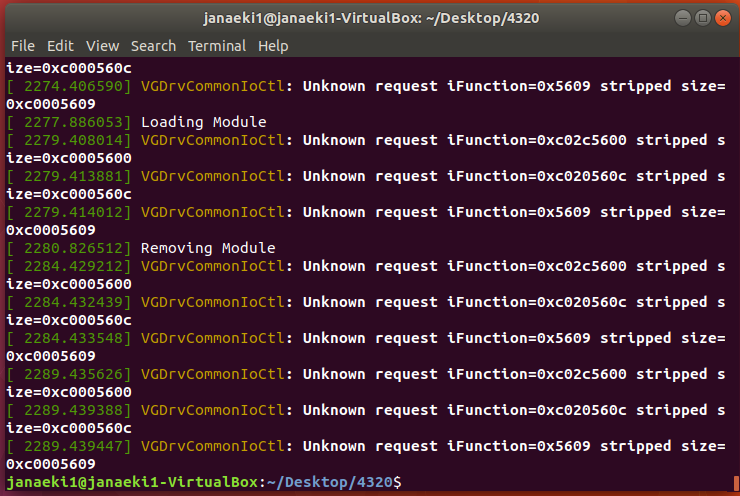 janaeki1@janaeki1-VirtualBox: ~/Desktop/4320
File Edit View Search Terminal Help
ize=0xc000560c
[ 2274.406590] VGDrvCommonIoCtl: Unknown request iFunction=0x5609 stripped size=
0xc0005609
[ 2277.886053] Loading Module
[ 2279.408014] VGDrvCommonIoCtl: Unknown request iFunction=0xc02c5600 stripped s
ize=0xc0005600
[ 2279.413881] VGDrvCommonIoCtl: Unknown request iFunction=0xc020560c stripped s
ize=0xc000560c
[ 2279.414012] VGDrvCommonIoCtl: Unknown request iFunction=0x5609 stripped size=
0xc0005609
[ 2280.826512] Removing Module
[ 2284.429212] VGDrvCommonIoCtl: Unknown request iFunction=0xc02c5600 stripped s
ize=0xc0005600
[ 2284.432439] VGDrvCommonIoCtl: Unknown request iFunction=0xc020560c stripped s
ize=0xc000560c
[ 2284.433548] VGDrvCommonIoCtl: Unknown request iFunction=0x5609 stripped size=
0xc0005609
[ 2289.435626] VGDrvCommonIoCtl: Unknown request iFunction=0xc02c5600 stripped s
ize=0xc0005600
[ 2289.439388] VGDrvCommonIoCtl: Unknown request iFunction=0xc020560c stripped s
ize=0xc000560c
[ 2289.439447] VGDrvCommonIoCtl: Unknown request iFunction=0x5609 stripped size=
0xc0005609
janaeki1@janaeki1-VirtualBox:~/Desktop/4320$